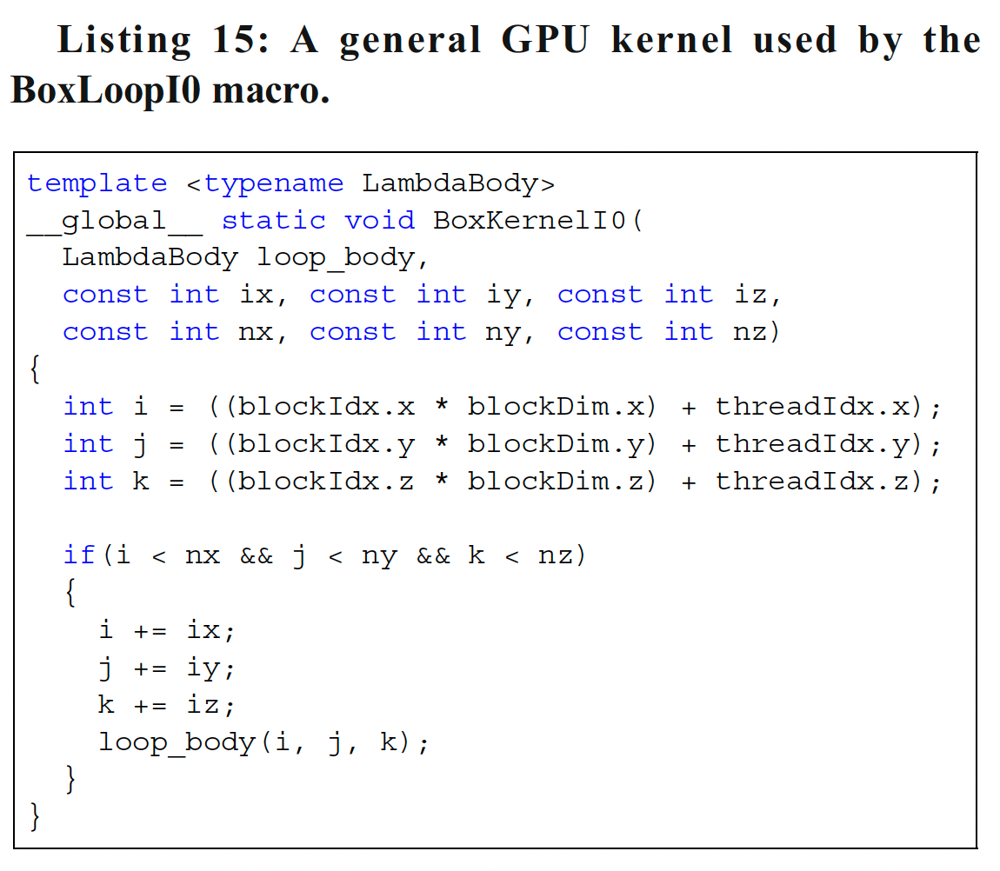 Listing 15: A general GPU kernel used by the
BoxLoopI0 macro.
template <typename LambdaBody>
__global__ static void BoxKernelI0(
  LambdaBody loop_body,
  const int ix, const int iy, const int iz,
  const int nx, const int ny, const int nz)
{
  int i = ((blockIdx.x * blockDim.x) + threadIdx.x);
  int j = ((blockIdx.y * blockDim.y) + threadIdx.y);
  int k = ((blockIdx.z * blockDim.z) + threadIdx.z);

  if(i < nx && j < ny && k < nz)
  {
    i += ix;
    j += iy;
    k += iz;
    loop_body(i, j, k);
  }
}